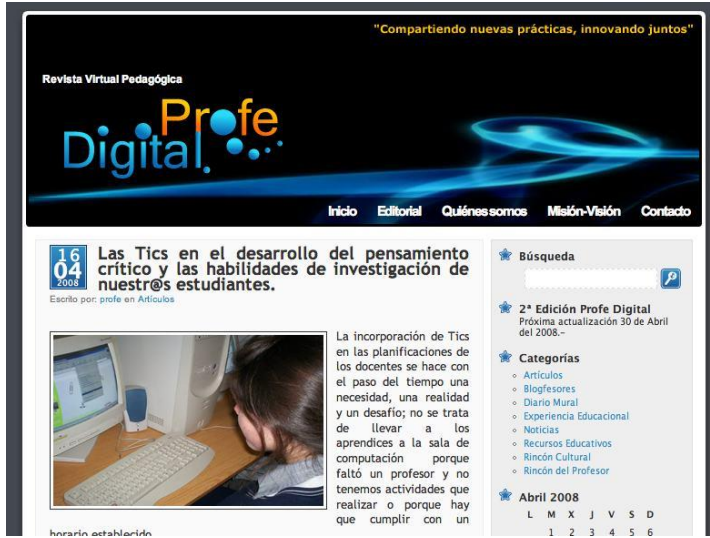 "Compartiendo nuevas prácticas, innovando juntos"
Revista Virtual Pedagógica
Profe
Digital
Inicio Editorial Quiénes somos Misión-Visión Contacto
16
04
2008
Las Tics en el desarrollo del pensamiento
crítico y las habilidades de investigación de
nuestr@s estudiantes.
Escrito por: profe en Artículos
La incorporación de Tics
en las planificaciones de
los docentes se hace con
el paso del tiempo una
necesidad, una realidad
y un desafío; no se trata
de llevar a los
aprendices a la sala de
computación porque
faltó un profesor y no
tenemos actividades que
realizar o porque hay
que cumplir con un
horario establecido
Búsqueda
2ª Edición Profe Digital
Próxima actualización 30 de Abril
del 2008.-
Categorías
Artículos
Blogfesores
Diario Mural
Experiencia Educacional
Noticias
Recursos Educativos
Rincón Cultural
Rincón del Profesor
Abril 2008
L M X J V S D
1 2 3 4 5 6